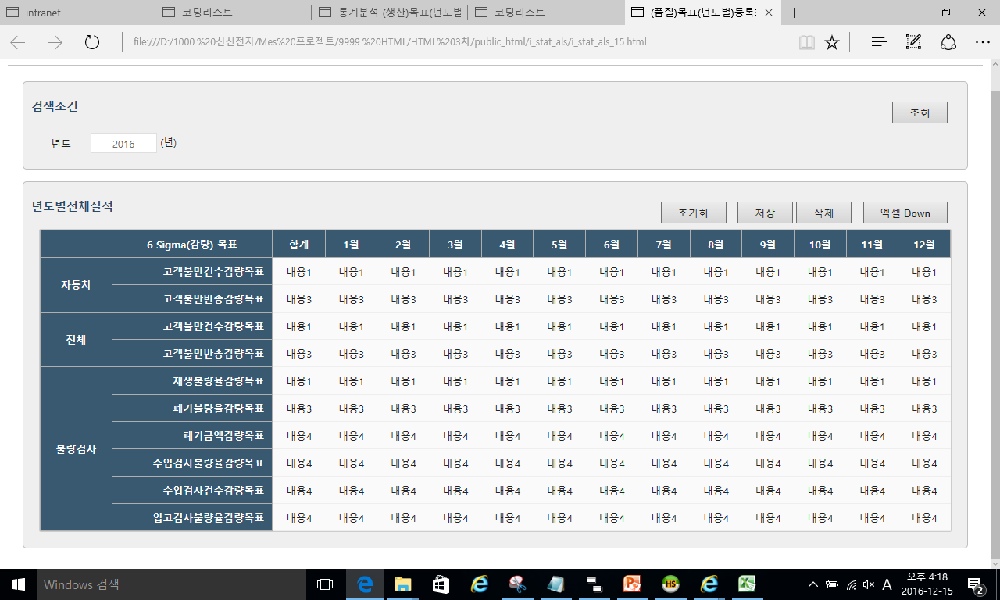 intranet
코딩리스트
통계분석 (생산)목표(년도별
코딩리스트
(품질)목표(년도별)등록:
file:///D:/1000.%20신신전자/Mes%20프로젝트/9999.%20HTML/HTML%203차/public_html/i_stat_als/i_stat_als_15.html
검색조건
조회
년도 2016 (년)
년도별전체실적
초기화 저장 삭제 엑셀 Down
6 Sigma(감량) 목표 합계 1월 2월 3월 4월 5월 6월 7월 8월 9월 10월 11월 12월
자동차
고객불만건수감량목표 내용1 내용1 내용1 내용1 내용1 내용1 내용1 내용1 내용1 내용1 내용1 내용1 내용1
고객불만반송감량목표 내용3 내용3 내용3 내용3 내용3 내용3 내용3 내용3 내용3 내용3 내용3 내용3 내용3
전체
고객불만건수감량목표 내용1 내용1 내용1 내용1 내용1 내용1 내용1 내용1 내용1 내용1 내용1 내용1 내용1
고객불만반송감량목표 내용3 내용3 내용3 내용3 내용3 내용3 내용3 내용3 내용3 내용3 내용3 내용3 내용3
불량검사
재생불량율감량목표 내용1 내용1 내용1 내용1 내용1 내용1 내용1 내용1 내용1 내용1 내용1 내용1 내용1
폐기불량율감량목표 내용3 내용3 내용3 내용3 내용3 내용3 내용3 내용3 내용3 내용3 내용3 내용3 내용3
폐기금액감량목표 내용4 내용4 내용4 내용4 내용4 내용4 내용4 내용4 내용4 내용4 내용4 내용4 내용4
수입검사불량율감량목표 내용4 내용4 내용4 내용4 내용4 내용4 내용4 내용4 내용4 내용4 내용4 내용4 내용4
수입검사건수감량목표 내용4 내용4 내용4 내용4 내용4 내용4 내용4 내용4 내용4 내용4 내용4 내용4 내용4
입고검사불량율감량목표 내용4 내용4 내용4 내용4 내용4 내용4 내용4 내용4 내용4 내용4 내용4 내용4 내용4
Windows 검색
HS
A
오후 4:18
2016-12-15
2